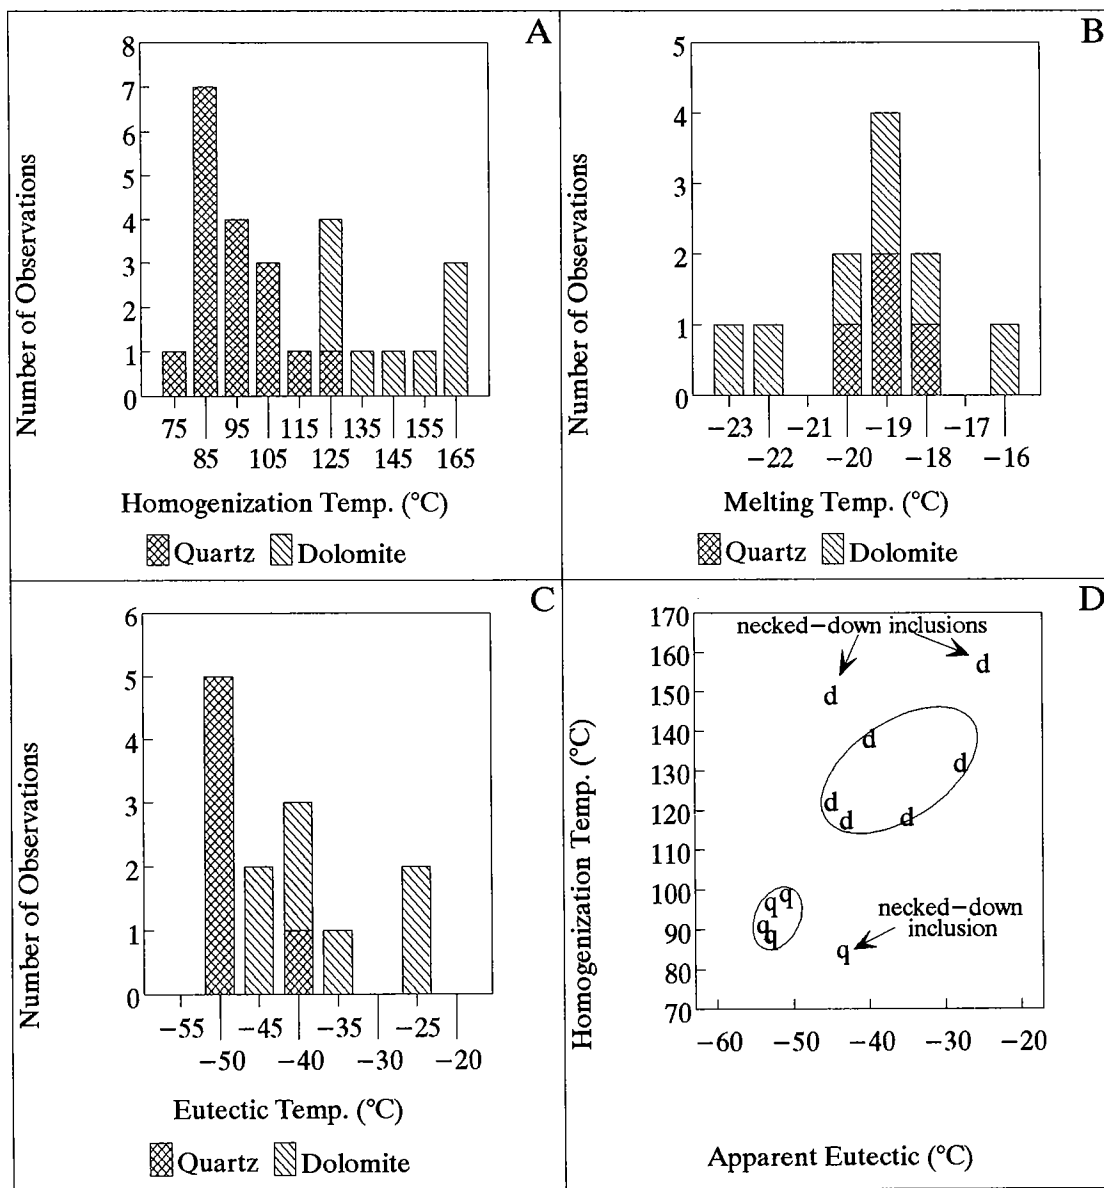 A
8
7
6
5
4
3
2
1
0
Number of Observations
75 95 115 135 155
85 105 125 145 165
Homogenization Temp. (°C)
Quartz Dolomite
B
5
4
3
2
1
0
Number of Observations
−23 −21 −19 −17
−22 −20 −18 −16
Melting Temp. (°C)
Quartz Dolomite
C
6
5
4
3
2
1
0
Number of Observations
−55 −45 −35 −25
−50 −40 −30 −20
Eutectic Temp. (°C)
Quartz Dolomite
D
170
160
150
140
130
120
110
100
90
80
70
Homogenization Temp. (°C)
necked−down inclusions
d
d
d
d
d
d
d
q q
q
q
q
necked−down
inclusion
−60 −50 −40 −30 −20
Apparent Eutectic (°C)